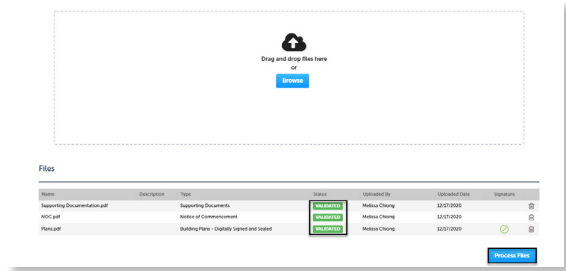 Drag and drop files here
or
Browse
Files
Name Description Type Status Uploaded By Uploaded Date Signature
Supporting Documentation.pdf Supporting Documents VALIDATED Melissa Chiong 12/17/2020
NOC.pdf Notice of Commencement VALIDATED Melissa Chiong 12/17/2020
Plans.pdf Building Plans - Digitally Signed and Sealed VALIDATED Melissa Chiong 12/17/2020
Process Files